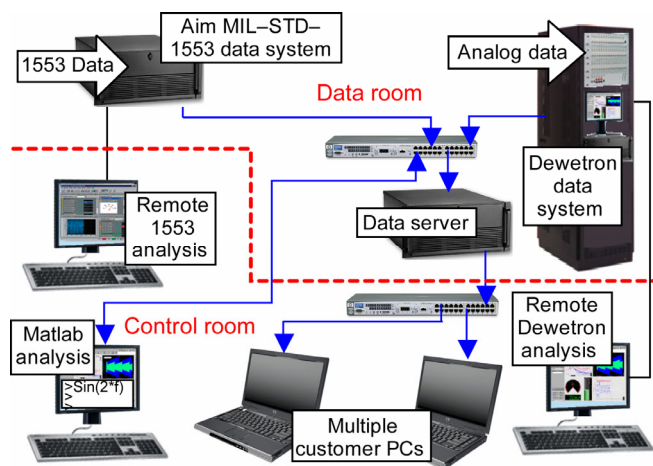 Aim MIL–STD–
1553 data system
1553 Data
Analog data
Data room
Dewetron
data
system
Remote
1553
analysis
Data server
Matlab
analysis
Control room
Remote
Dewetron
analysis
>Sin(2*f)
>
>
Multiple
customer PCs